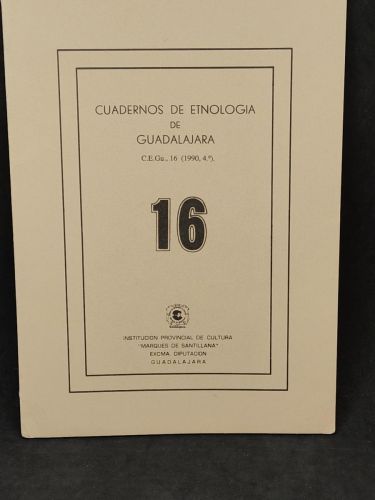 CUADERNOS DE ETNOLOGIA
DE
GUADALAJARA
C.E.Gu., 16 (1990, 4.º).
16
INSTITUCION PROVINCIAL DE CULTURA
"MARQUES DE SANTILLANA"
EXCMA. DIPUTACION
GUADALAJARA